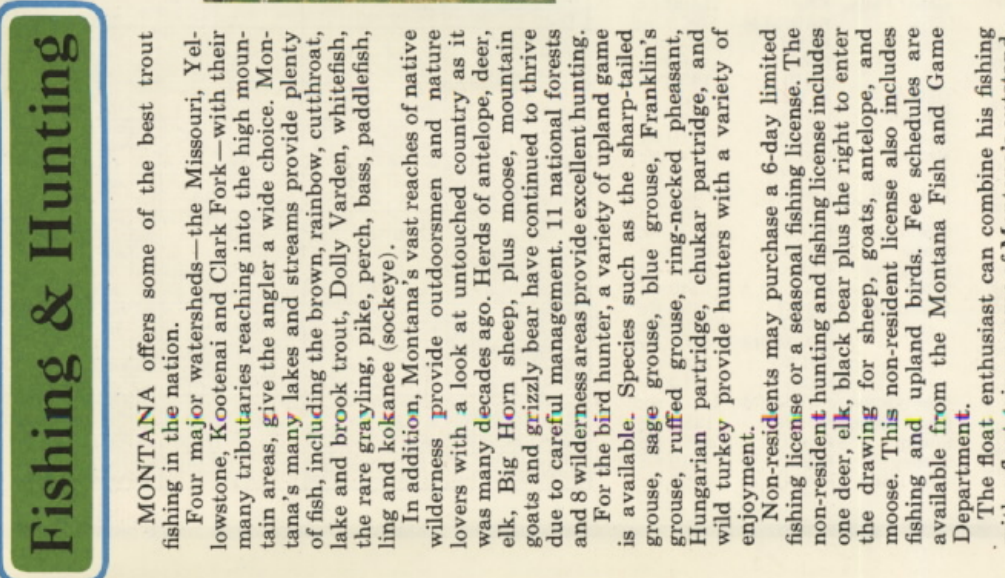 Fishing & Hunting
MONTANA offers some of the best trout
fishing in the nation.
Four major watersheds—the Missouri, Yel-
lowstone, Kootenai and Clark Fork—with their
many tributaries reaching into the high moun-
tain areas, give the angler a wide choice. Mon-
tana's many lakes and streams provide plenty
of fish, including the brown, rainbow, cutthroat,
lake and brook trout, Dolly Varden, whitefish,
the rare grayling, pike, perch, bass, paddlefish,
ling and kokanee (sockeye).
In addition, Montana's vast reaches of native
wilderness provide outdoorsmen and nature
lovers with a look at untouched country as it
was many decades ago. Herds of antelope, deer,
elk, Big Horn sheep, plus moose, mountain
goats and grizzly bear have continued to thrive
due to careful management. 11 national forests
and 8 wilderness areas provide excellent hunting.
For the bird hunter, a variety of upland game
is available. Species such as the sharp-tailed
grouse, sage grouse, blue grouse, Franklin's
grouse, ruffed grouse, ring-necked pheasant,
Hungarian partridge, chukar partridge, and
wild turkey provide hunters with a variety of
enjoyment.
Non-residents may purchase a 6-day limited
fishing license or a seasonal fishing license. The
non-resident hunting and fishing license includes
one deer, elk, black bear plus the right to enter
the drawing for sheep, goats, antelope, and
moose. This non-resident license also includes
fishing and upland birds. Fee schedules are
available from the Montana Fish and Game
Department.
The float enthusiast can combine his fishing